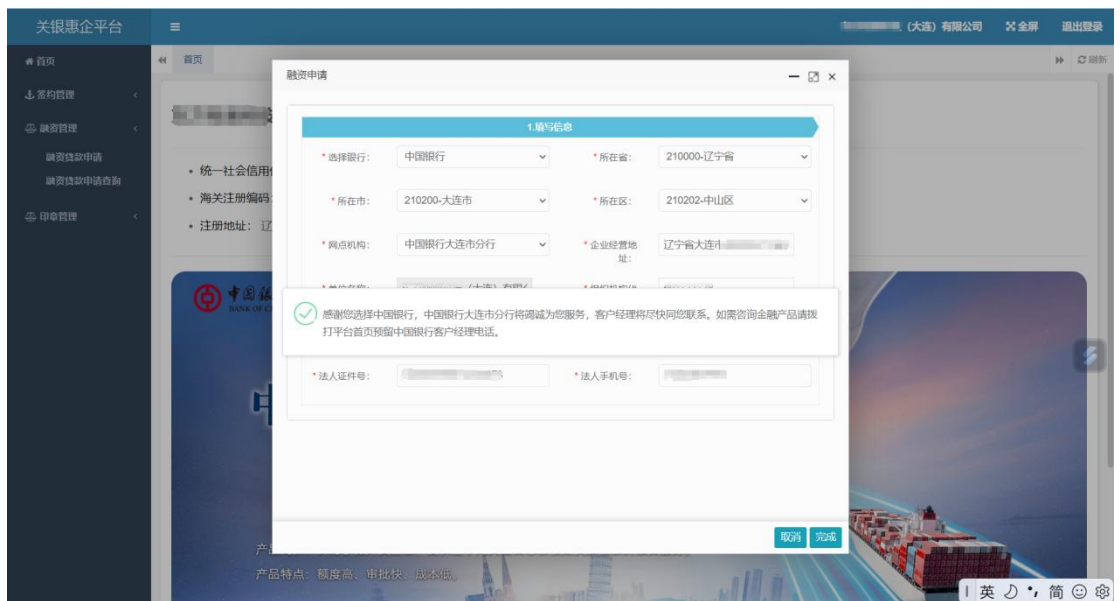 关银惠企平台
（大连）有限公司 全屏 退出登录
首页
首页
刷新
签约管理
融资管理
融资贷款申请
融资贷款申请查询
印章管理
统一社会信用
海关注册编码
注册地址： 辽
中国银
BANK OF C
融资申请
1.填写信息
*选择银行： 中国银行
*所在省： 210000-辽宁省
*所在市： 210200-大连市
*所在区： 210202-中山区
*网点机构： 中国银行大连市分行
*企业经营地址： 辽宁省大连市
感谢您选择中国银行，中国银行大连市分行将竭诚为您服务，客户经理将尽快同您联系。如需咨询金融产品请拨
打平台首页预留中国银行客户经理电话。
*法人证件号：
*法人手机号：
取消 完成
产品特点：额度高、审批快、成本低。
英 简